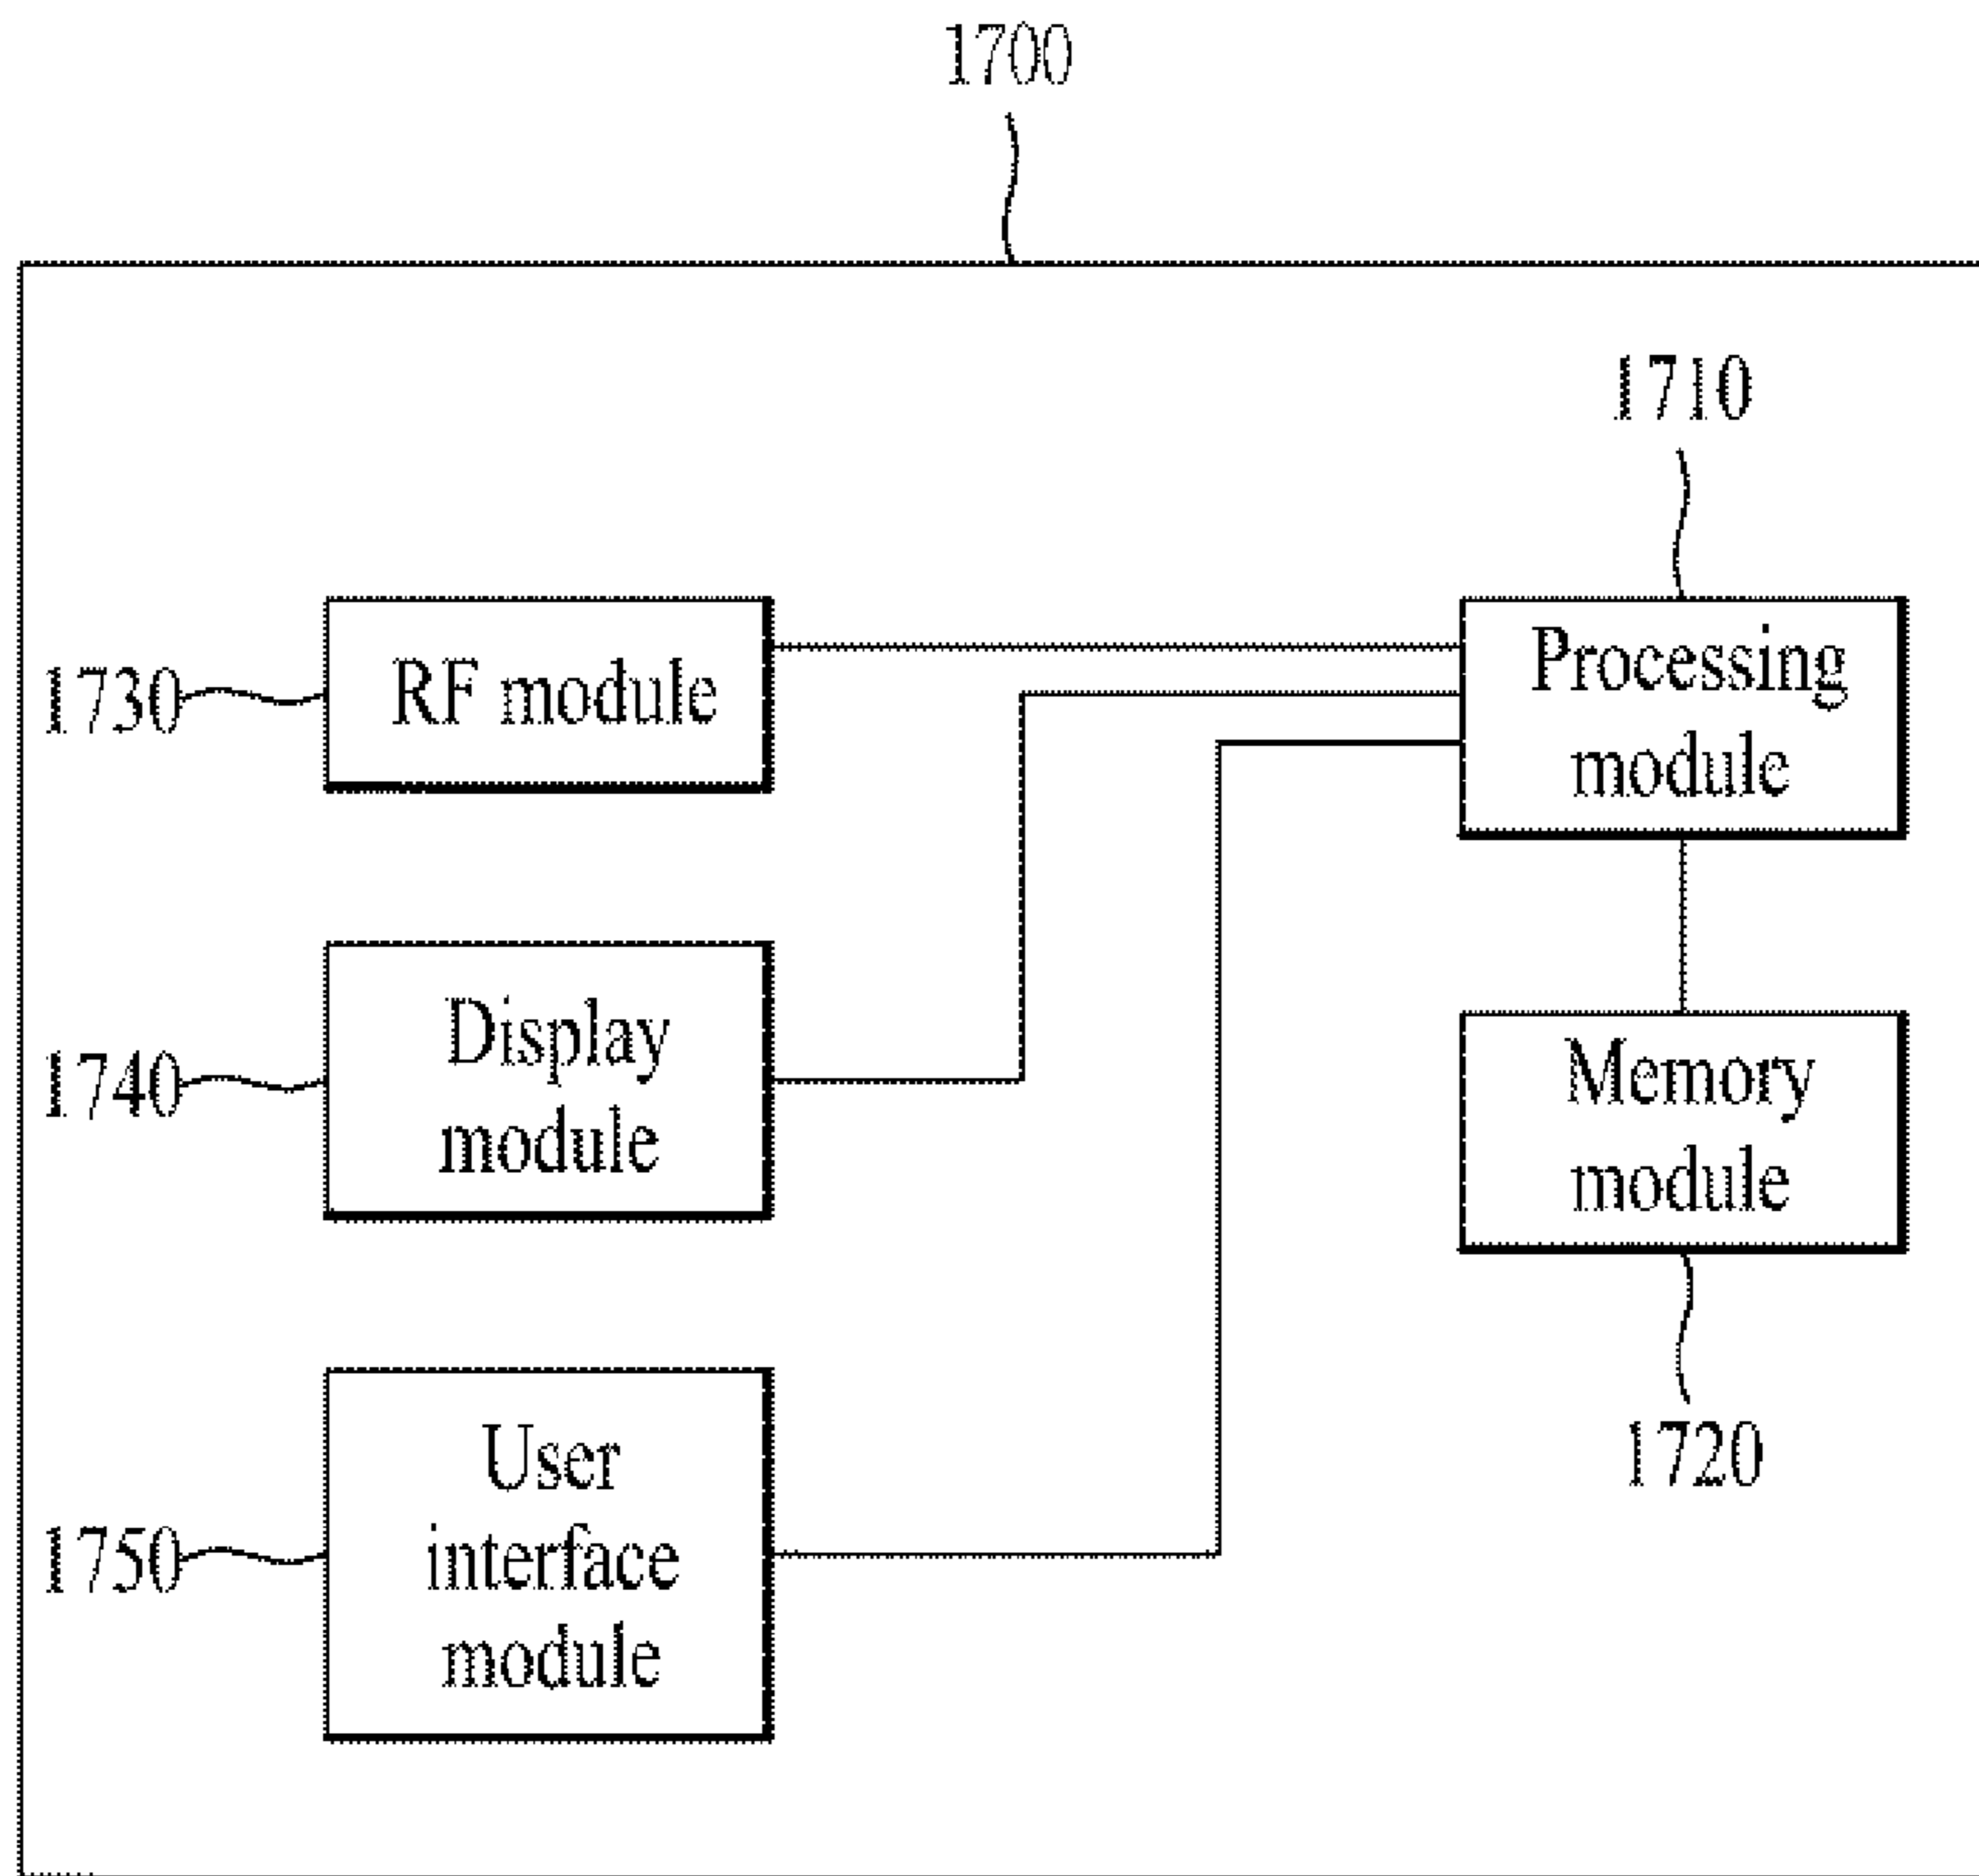 1700
1710
1730
RF module
Processing
module
1740
Display
module
Memory
module
1720
1750
User
interface
module